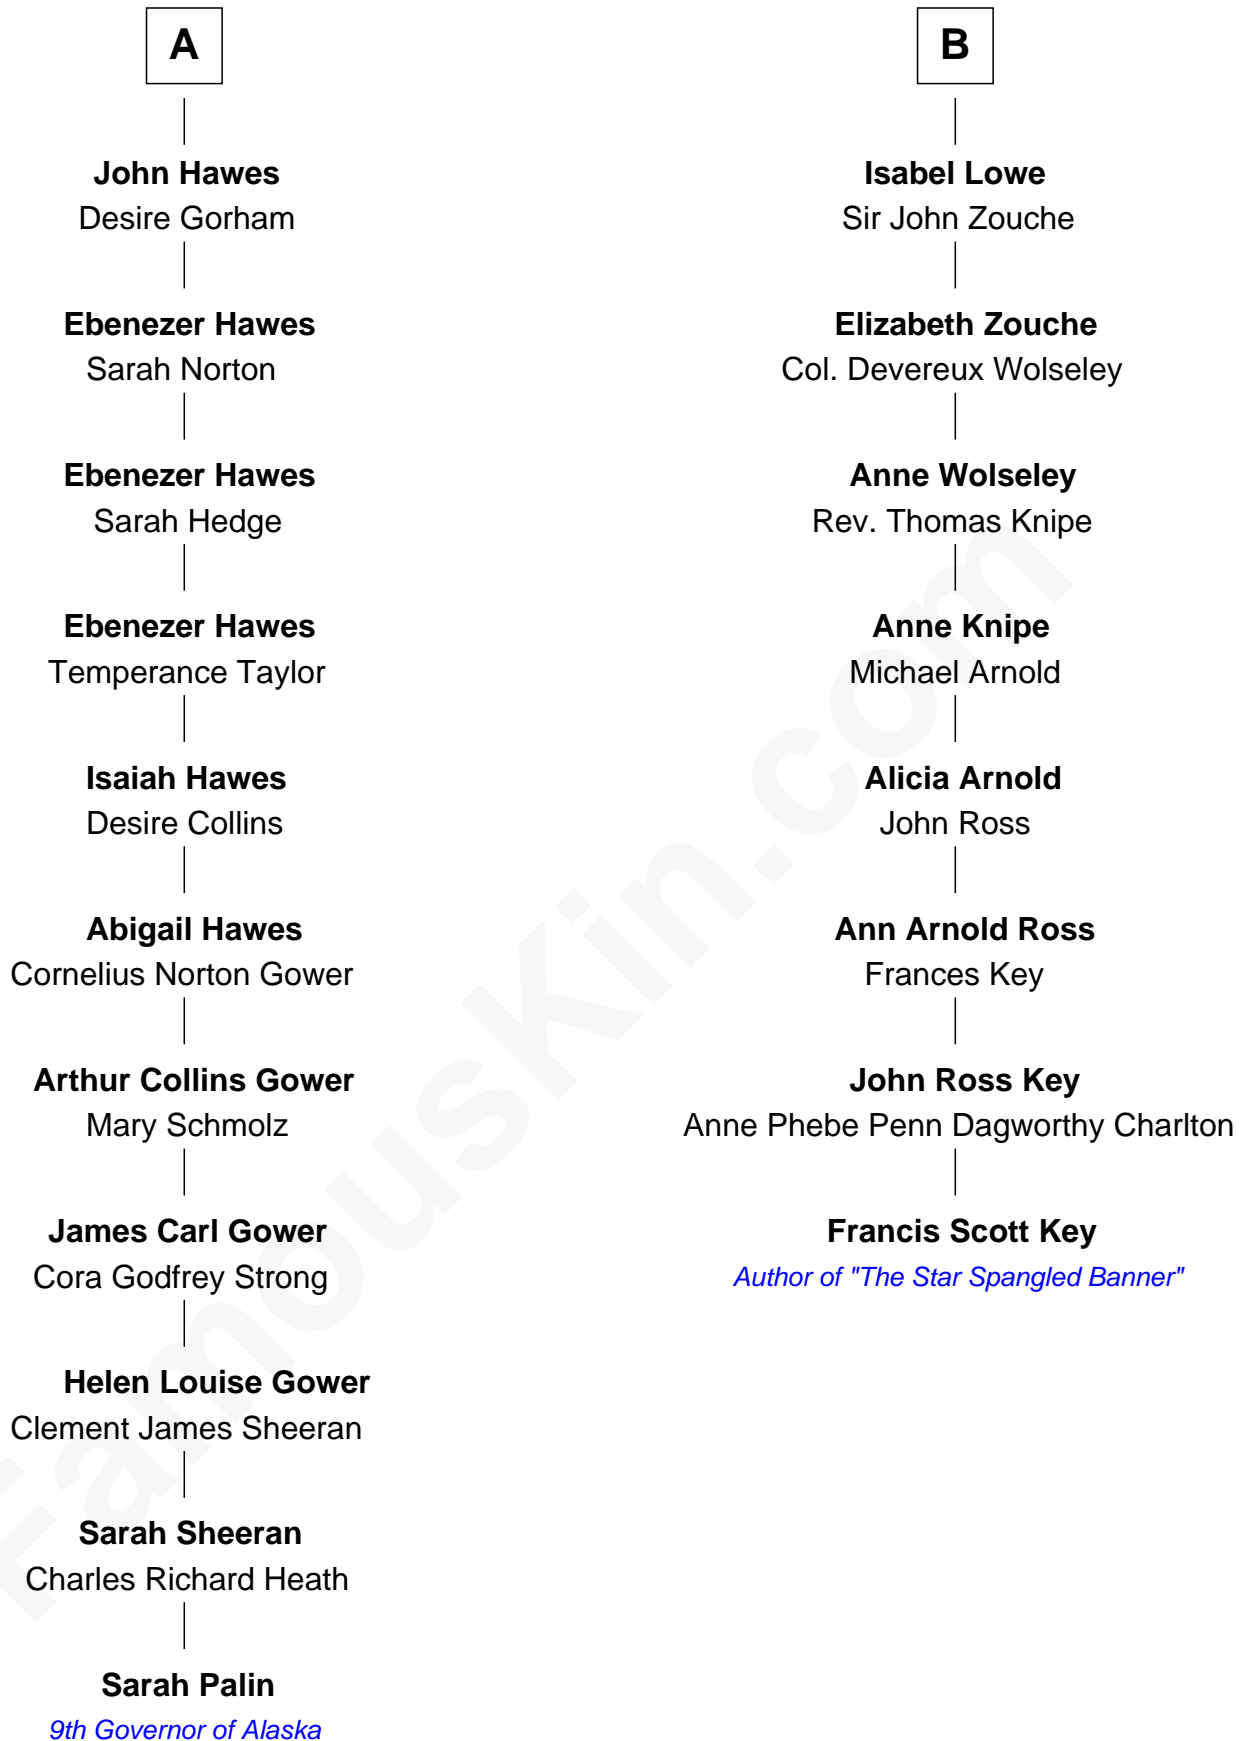 A
John Hawes
Desire Gorham
Ebenezer Hawes
Sarah Norton
Ebenezer Hawes
Sarah Hedge
Ebenezer Hawes
Temperance Taylor
Isaiah Hawes
Desire Collins
Abigail Hawes
Cornelius Norton Gower
Arthur Collins Gower
Mary Schmolz
James Carl Gower
Cora Godfrey Strong
Helen Louise Gower
Clement James Sheeran
Sarah Sheeran
Charles Richard Heath
Sarah Palin
9th Governor of Alaska
B
Isabel Lowe
Sir John Zouche
Elizabeth Zouche
Col. Devereux Wolseley
Anne Wolseley
Rev. Thomas Knipe
Anne Knipe
Michael Arnold
Alicia Arnold
John Ross
Ann Arnold Ross
Frances Key
John Ross Key
Anne Phebe Penn Dagworthy Charlton
Francis Scott Key
Author of "The Star Spangled Banner"
FamousKin.com